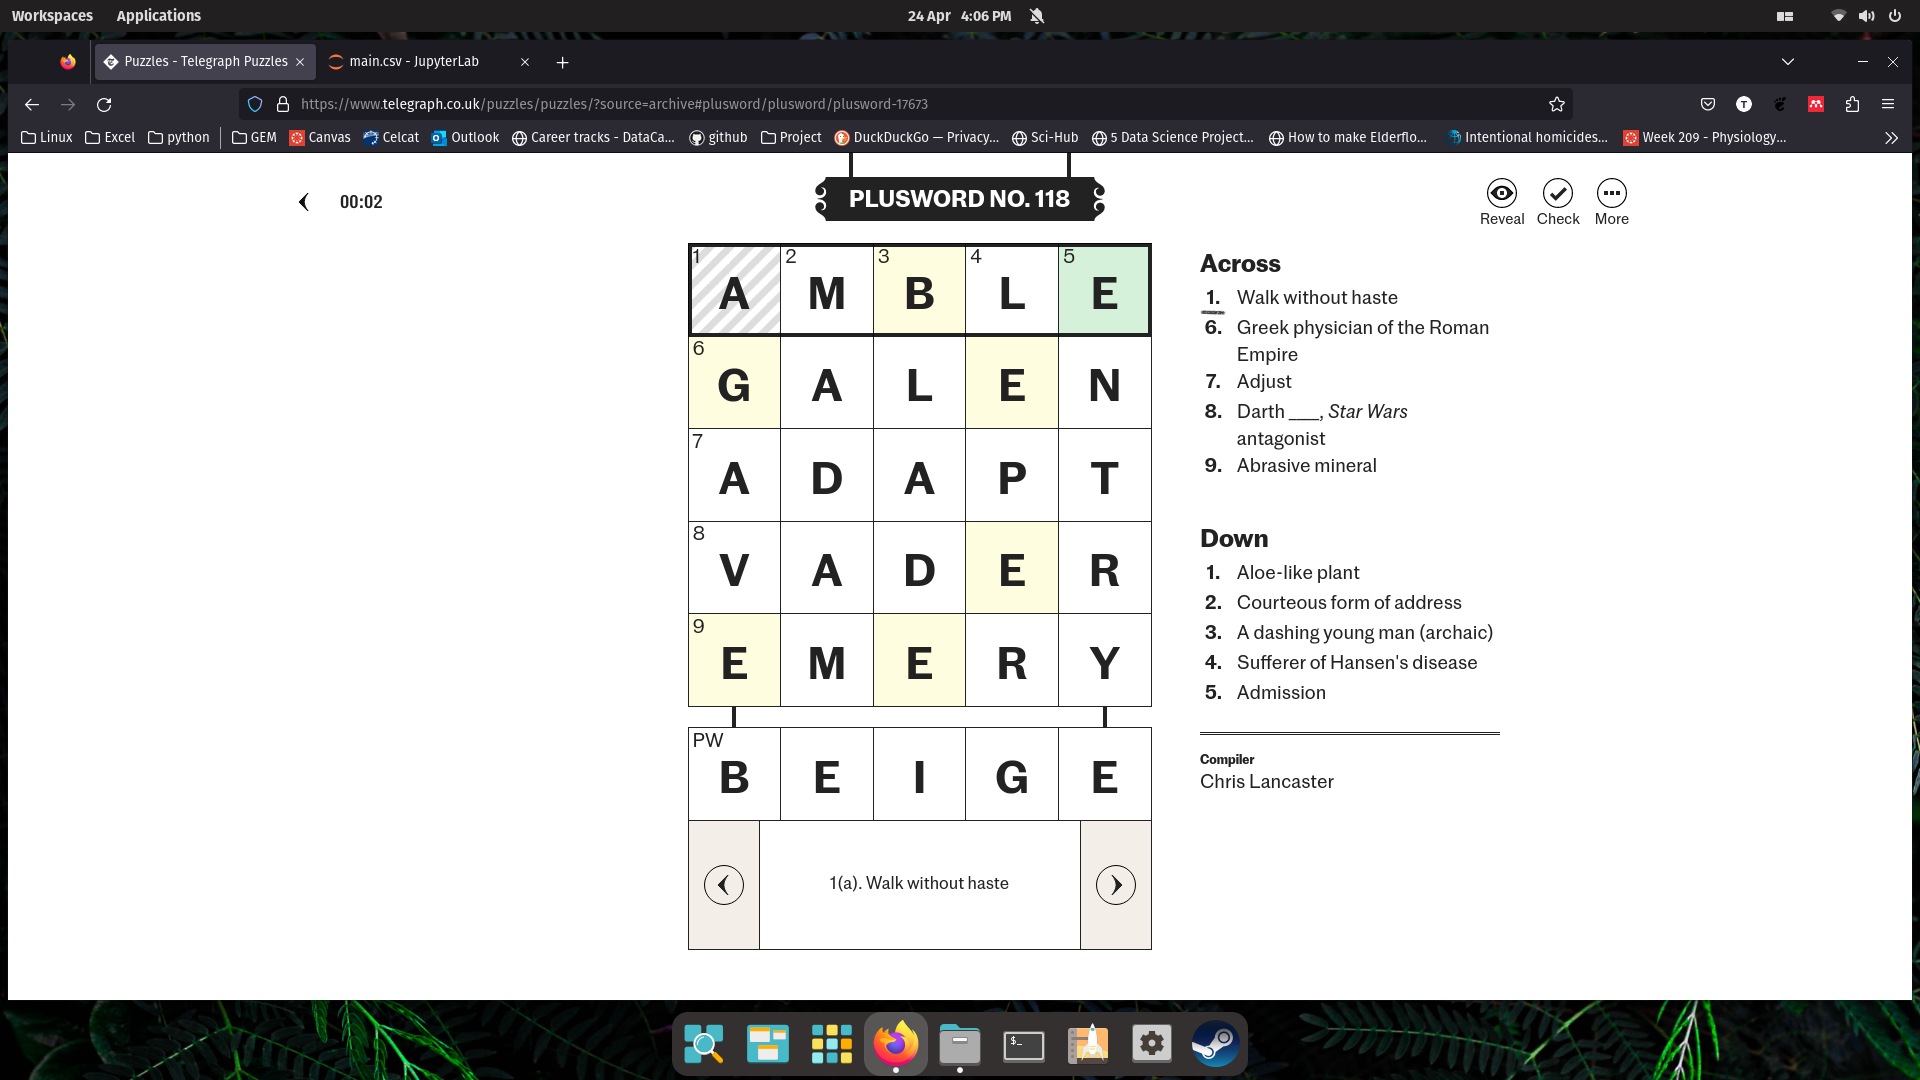 Workspaces Applications 24 Apr 4:06 PM
Puzzles - Telegraph Puzzles main.csv - JupyterLab
https://www.telegraph.co.uk/puzzles/puzzles/?source=archive#plusword/plusword/plusword-17673
Linux Excel python GEM Canvas Celcat Outlook Career tracks - DataCa... github Project DuckDuckGo — Privacy... Sci-Hub 5 Data Science Project... How to make Elderflo... Intentional homicides... Week 209 - Physiology...
00:02
PLUSWORD NO. 118
Reveal Check More
1 A 2 M 3 B 4 L 5 E
6 G A L E N
7 A D A P T
8 V A D E R
9 E M E R Y
PW B E I G E
1(a). Walk without haste
Across
1. Walk without haste
6. Greek physician of the Roman
Empire
7. Adjust
8. Darth ___, Star Wars
antagonist
9. Abrasive mineral
Down
1. Aloe-like plant
2. Courteous form of address
3. A dashing young man (archaic)
4. Sufferer of Hansen's disease
5. Admission
Compiler
Chris Lancaster
$_